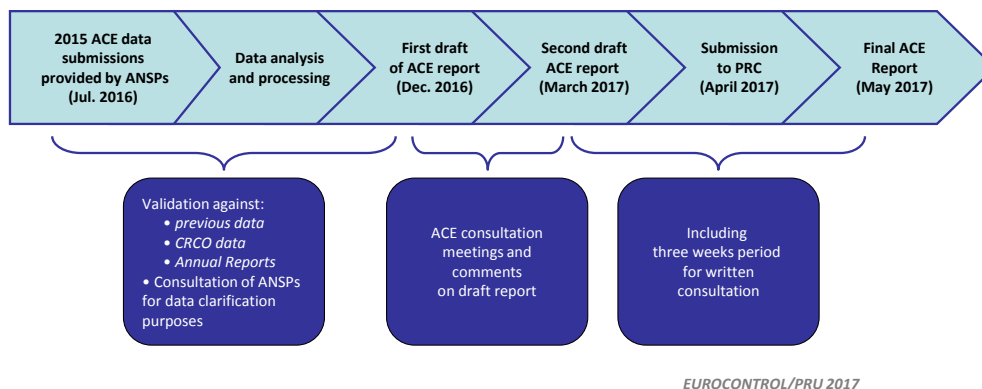 2015 ACE data
submissions
provided by ANSPs
(Jul. 2016)
Data analysis
and processing
First draft
of ACE report
(Dec. 2016)
Second draft
ACE report
(March 2017)
Submission
to PRC
(April 2017)
Final ACE
Report
(May 2017)
Validation against:
• previous data
• CRCO data
• Annual Reports
• Consultation of ANSPs
for data clarification
purposes
ACE consultation
meetings and
comments
on draft report
Including
three weeks period
for written
consultation
EUROCONTROL/PRU 2017